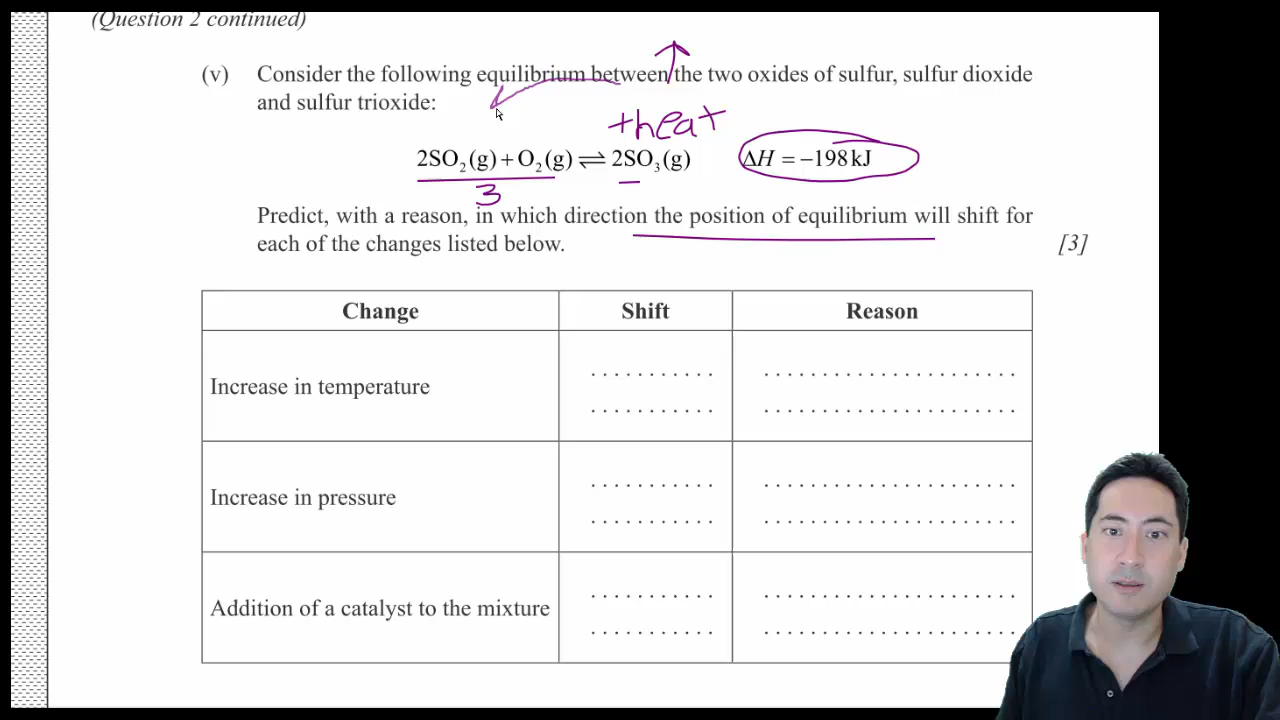 (Question 2 continued)
(v) Consider the following equilibrium between the two oxides of sulfur, sulfur dioxide
and sulfur trioxide:
+heat
2SO₂(g)+O₂(g)⇌2SO₃(g) ΔH = −198 kJ
3
Predict, with a reason, in which direction the position of equilibrium will shift for
each of the changes listed below. [3]
Change Shift Reason
Increase in temperature
Increase in pressure
Addition of a catalyst to the mixture